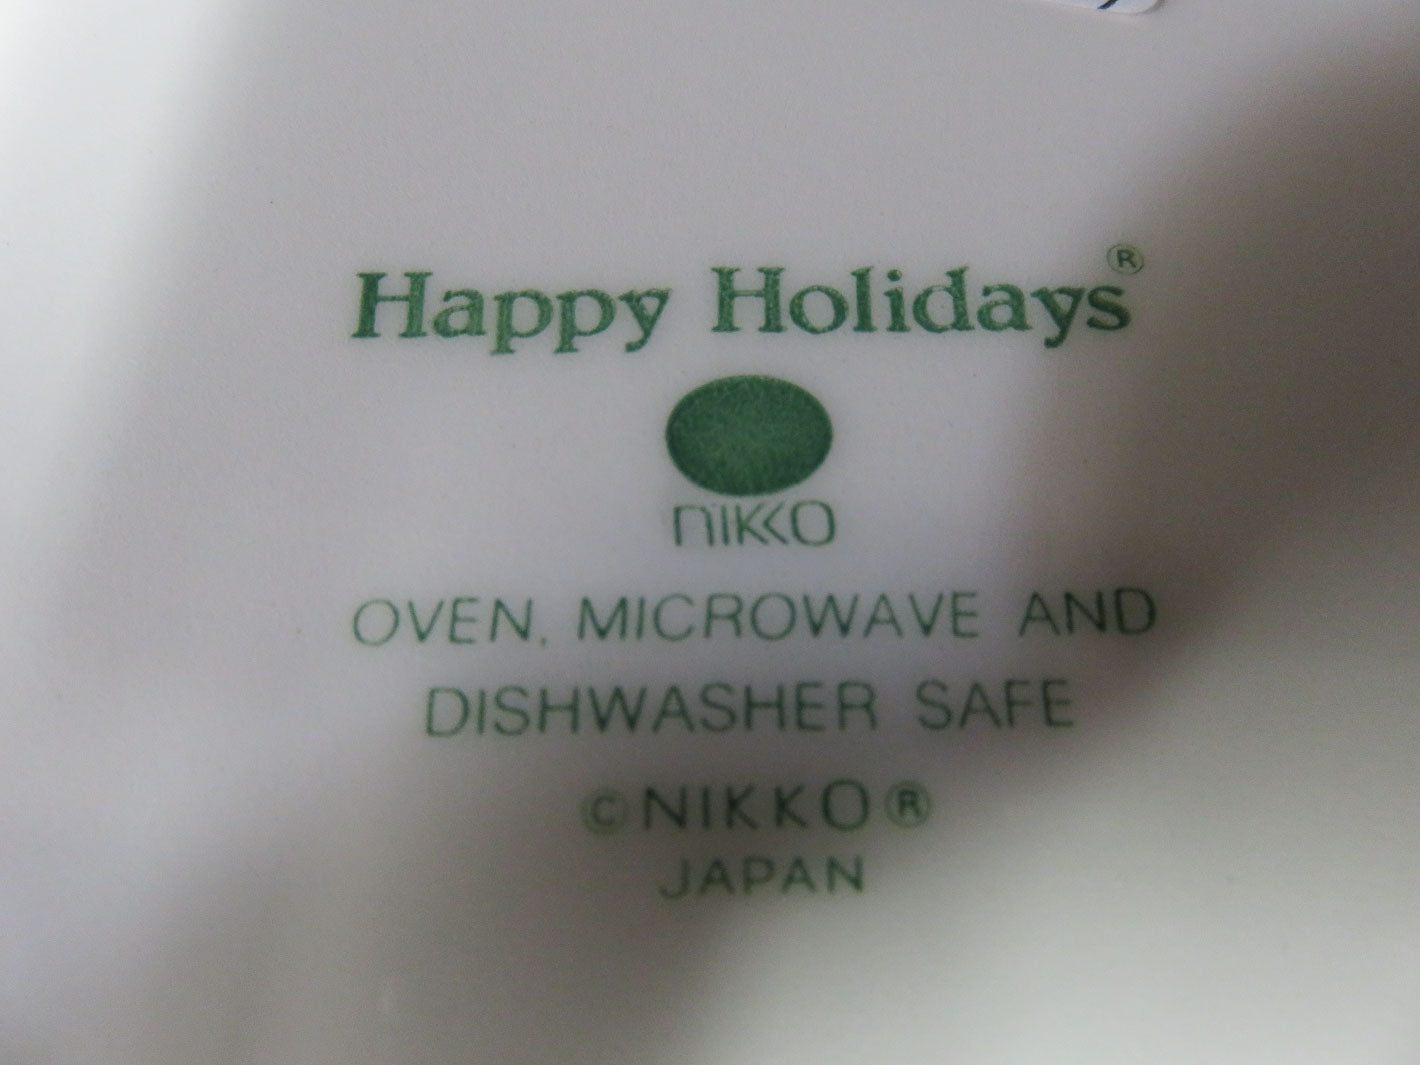 Happy Holidays®
nikko
OVEN, MICROWAVE AND
DISHWASHER SAFE
©NIKKO®
JAPAN